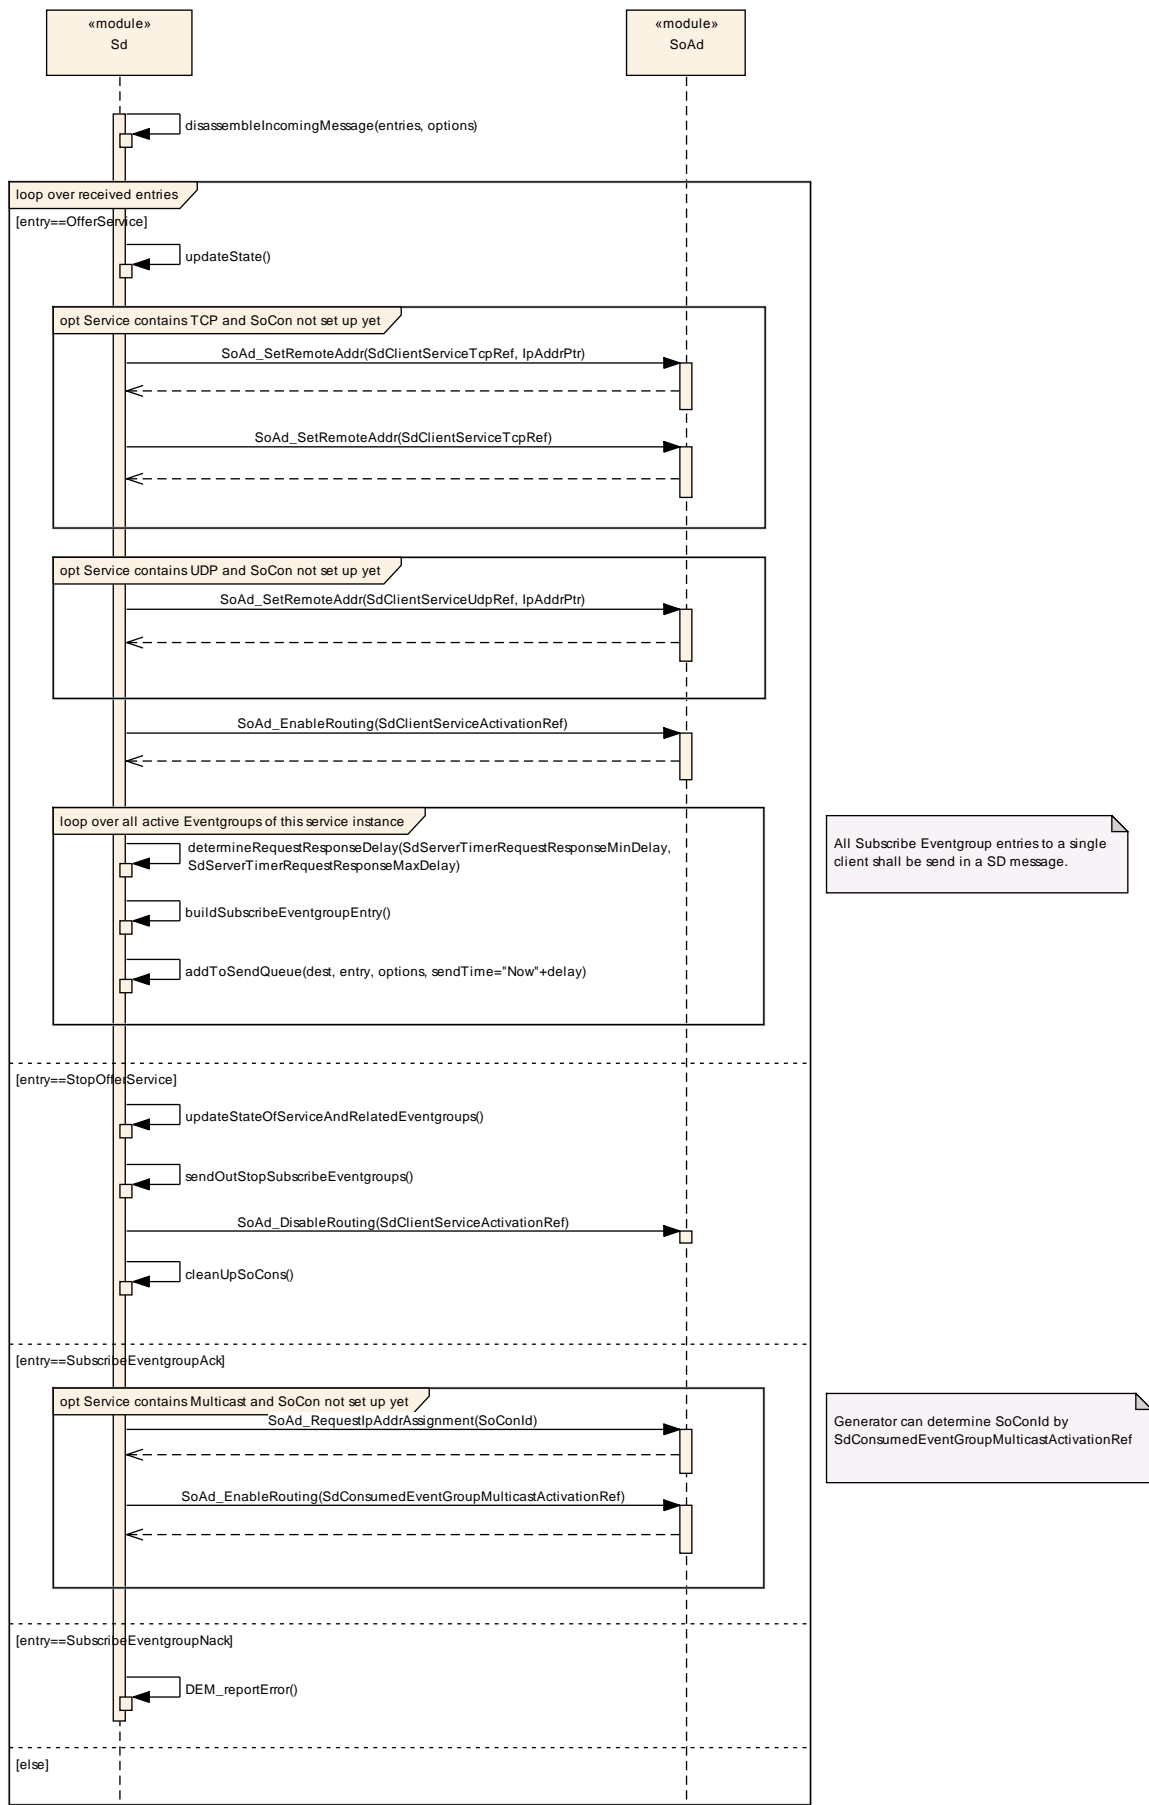 «module»
Sd
«module»
SoAd
disassembleIncomingMessage(entries, options)
loop over received entries
[entry==OfferService]
updateState()
opt Service contains TCP and SoCon not set up yet
SoAd_SetRemoteAddr(SdClientServiceTcpRef, IpAddrPtr)
SoAd_SetRemoteAddr(SdClientServiceTcpRef)
opt Service contains UDP and SoCon not set up yet
SoAd_SetRemoteAddr(SdClientServiceUdpRef, IpAddrPtr)
SoAd_EnableRouting(SdClientServiceActivationRef)
loop over all active Eventgroups of this service instance
determineRequestResponseDelay(SdServerTimerRequestResponseMinDelay,
SdServerTimerRequestResponseMaxDelay)
All Subscribe Eventgroup entries to a single
client shall be send in a SD message.
buildSubscribeEventgroupEntry()
addToSendQueue(dest, entry, options, sendTime="Now"+delay)
[entry==StopOfferService]
updateStateOfServiceAndRelatedEventgroups()
sendOutStopSubscribeEventgroups()
SoAd_DisableRouting(SdClientServiceActivationRef)
cleanUpSoCons()
[entry==SubscribeEventgroupAck]
opt Service contains Multicast and SoCon not set up yet
SoAd_RequestIpAddrAssignment(SoConId)
Generator can determine SoConId by
SdConsumedEventGroupMulticastActivationRef
SoAd_EnableRouting(SdConsumedEventGroupMulticastActivationRef)
[entry==SubscribeEventgroupNack]
DEM_reportError()
[else]